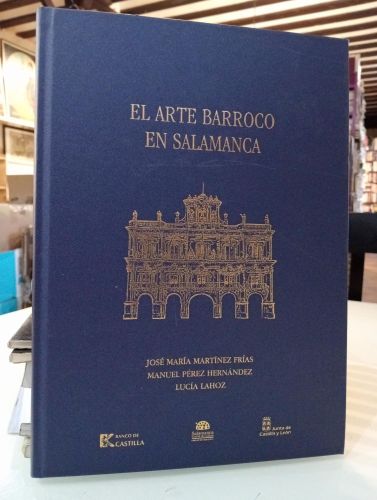 EL ARTE BARROCO
EN SALAMANCA
JOSÉ MARÍA MARTÍNEZ FRÍAS
MANUEL PÉREZ HERNÁNDEZ
LUCÍA LAHOZ
BANCO DE
CASTILLA
Salamanca
Junta de
Castilla y León